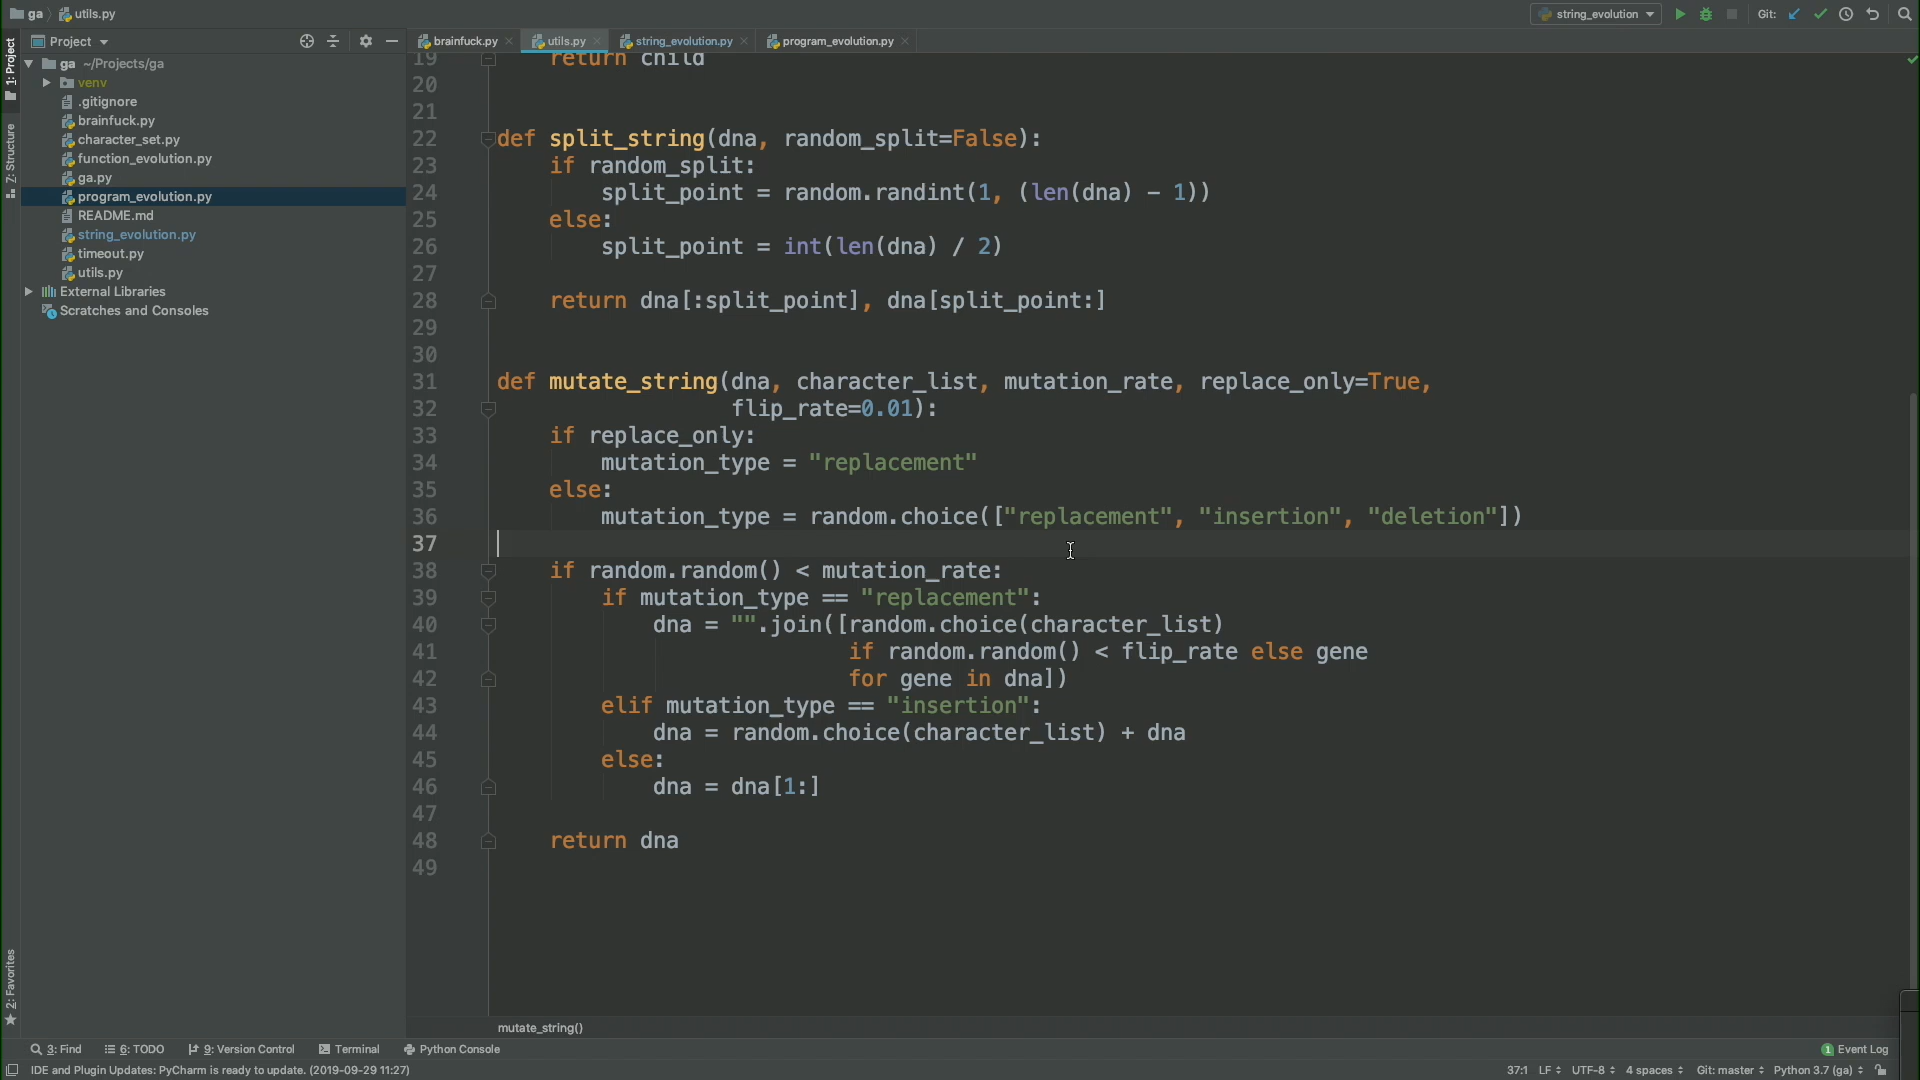 ga utils.py
string_evolution Git:
1: Project
Project
brainfuck.py utils.py string_evolution.py program_evolution.py
ga ~/Projects/ga
venv
.gitignore
brainfuck.py
character_set.py
function_evolution.py
ga.py
program_evolution.py
README.md
string_evolution.py
timeout.py
utils.py
External Libraries
Scratches and Consoles
Z: Structure
2: Favorites
19 return child
20
21
22 def split_string(dna, random_split=False):
23 if random_split:
24 split_point = random.randint(1, (len(dna) - 1))
25 else:
26 split_point = int(len(dna) / 2)
27
28 return dna[:split_point], dna[split_point:]
29
30
31 def mutate_string(dna, character_list, mutation_rate, replace_only=True,
32 flip_rate=0.01):
33 if replace_only:
34 mutation_type = "replacement"
35 else:
36 mutation_type = random.choice(["replacement", "insertion", "deletion"])
37
38 if random.random() < mutation_rate:
39 if mutation_type == "replacement":
40 dna = "".join([random.choice(character_list)
41 if random.random() < flip_rate else gene
42 for gene in dna])
43 elif mutation_type == "insertion":
44 dna = random.choice(character_list) + dna
45 else:
46 dna = dna[1:]
47
48 return dna
49
mutate_string()
3: Find 6: TODO 9: Version Control Terminal Python Console 1 Event Log
IDE and Plugin Updates: PyCharm is ready to update. (2019-09-29 11:27) 37:1 LF UTF-8 4 spaces Git: master Python 3.7 (ga)